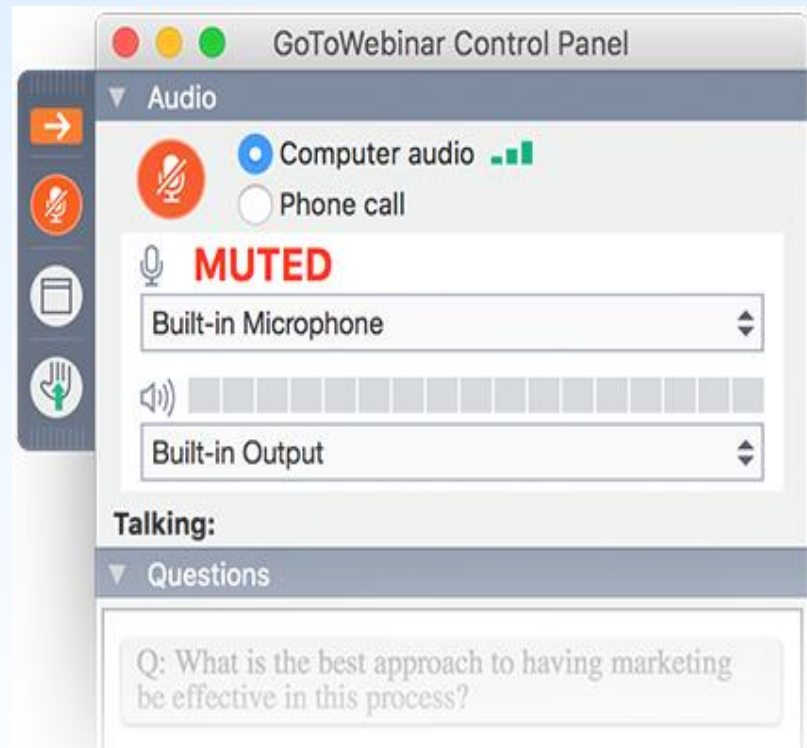 GoToWebinar Control Panel
Audio
Computer audio
Phone call
MUTED
Built-in Microphone
Built-in Output
Talking:
Questions
Q: What is the best approach to having marketing
be effective in this process?